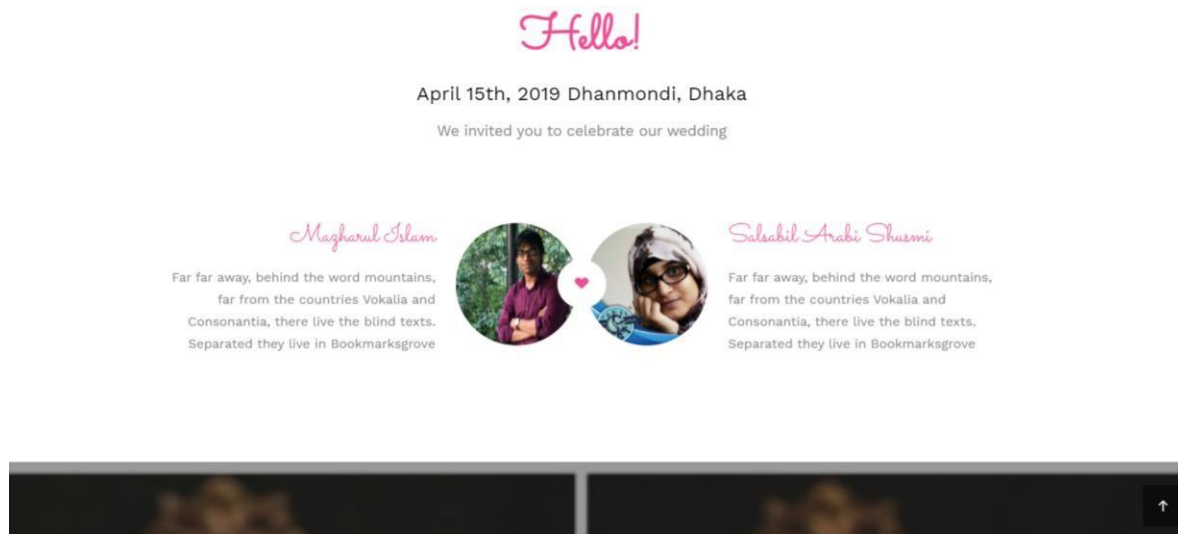 Hello!
April 15th, 2019 Dhanmondi, Dhaka
We invited you to celebrate our wedding
Mazharul Islam
Far far away, behind the word mountains,
far from the countries Vokalia and
Consonantia, there live the blind texts.
Separated they live in Bookmarksgrove
Salsabil Arabi Shusmi
Far far away, behind the word mountains,
far from the countries Vokalia and
Consonantia, there live the blind texts.
Separated they live in Bookmarksgrove